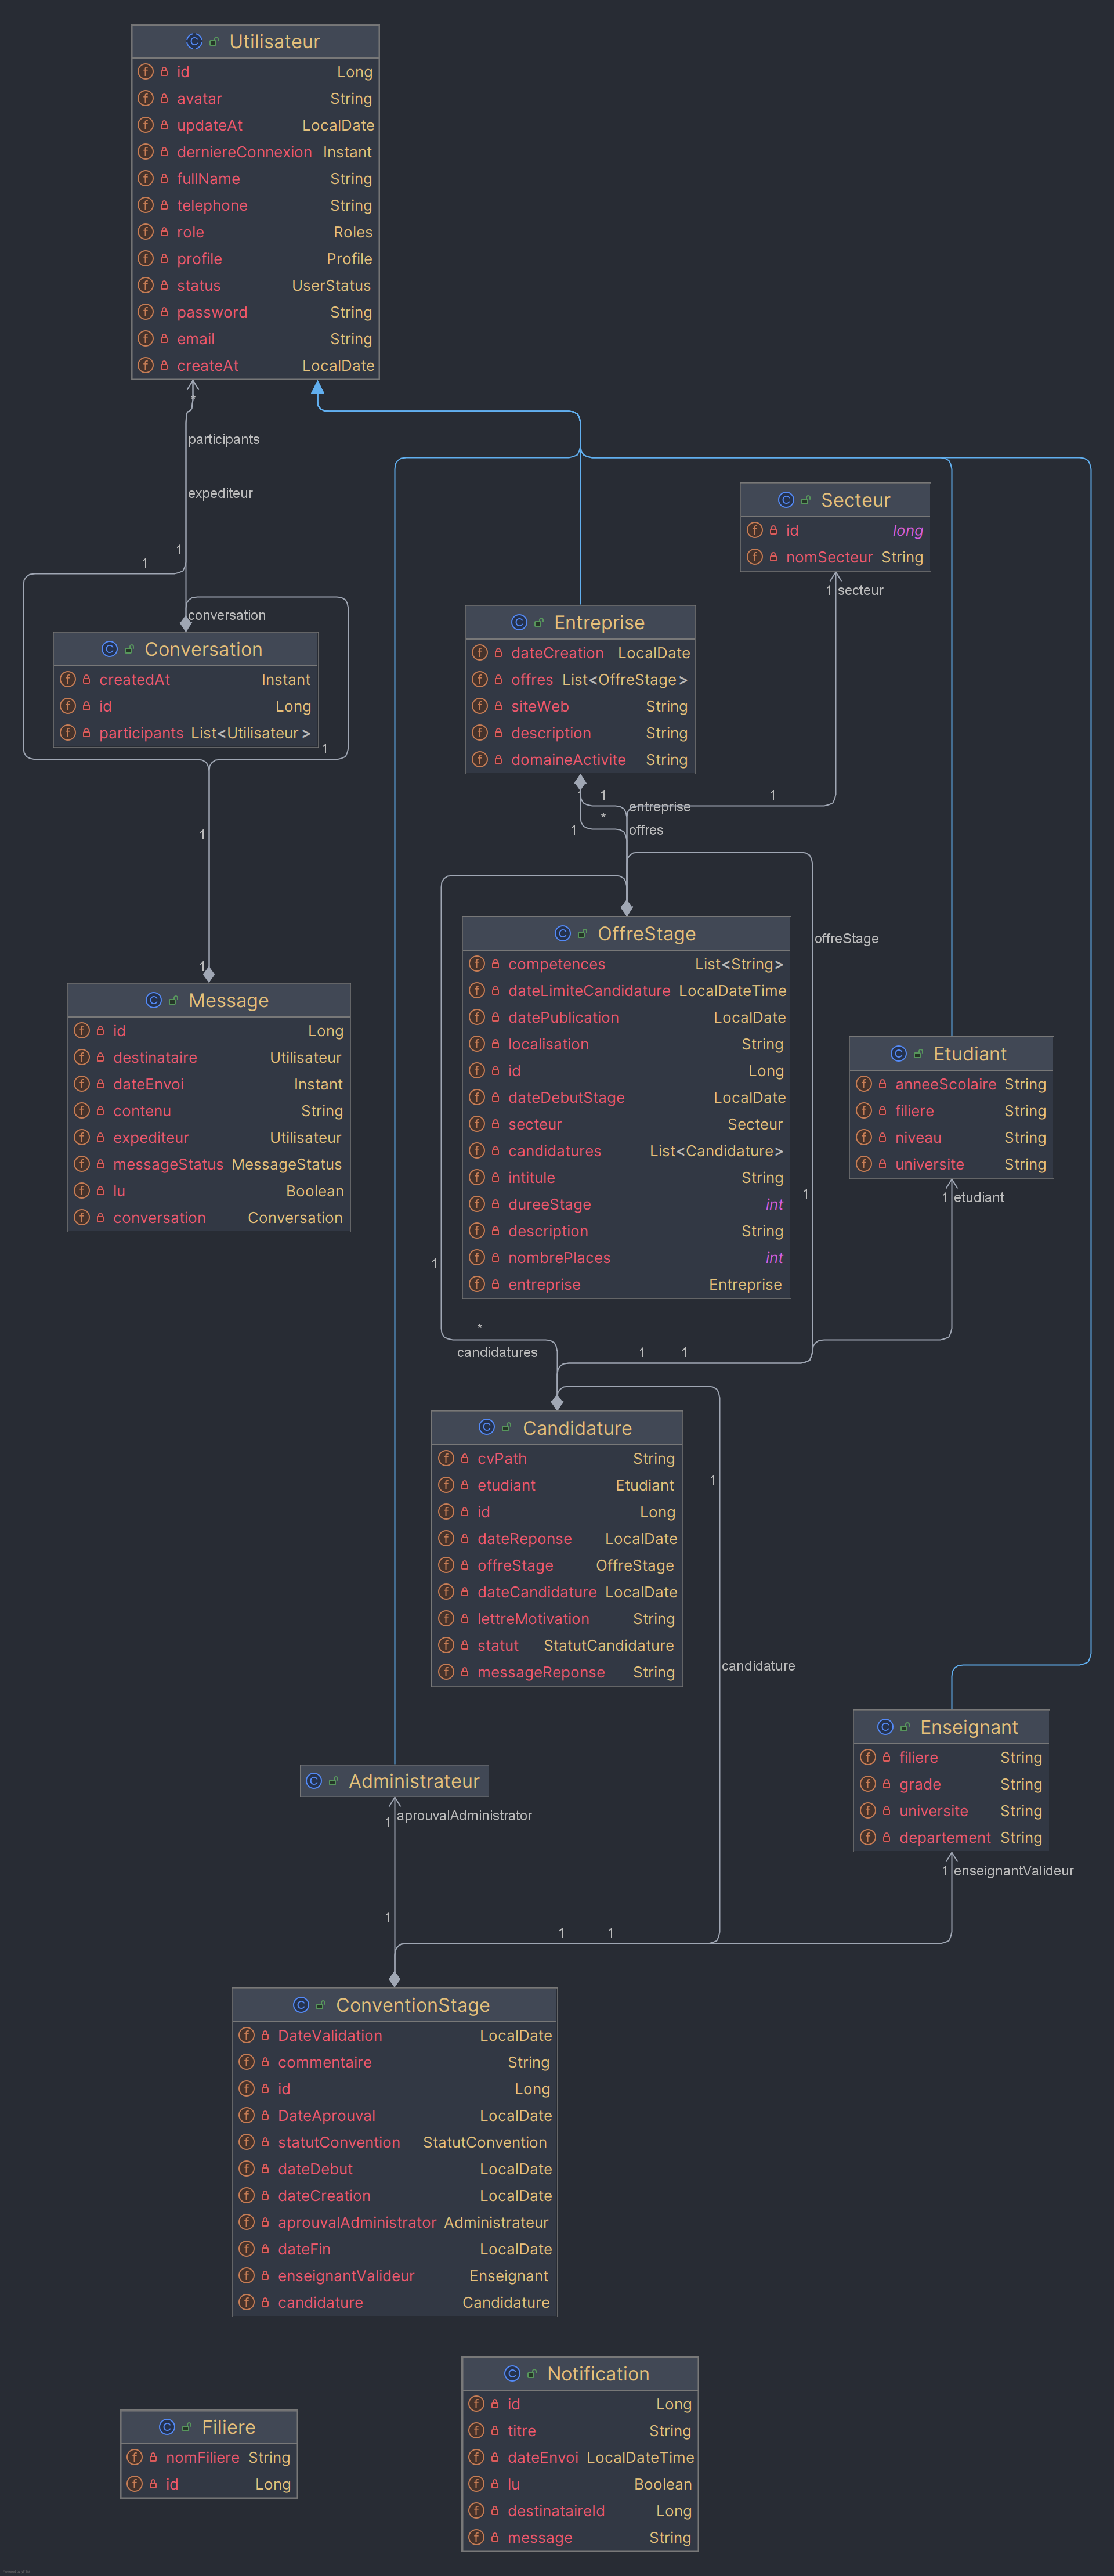 Utilisateur
id Long
avatar String
updateAt LocalDate
derniereConnexion Instant
fullName String
telephone String
role Roles
profile Profile
status UserStatus
password String
email String
createAt LocalDate
*
participants
expediteur
1
1
conversation
Secteur
id long
nomSecteur String
1 secteur
Entreprise
dateCreation LocalDate
offres List<OffreStage>
siteWeb String
description String
domaineActivite String
Conversation
createdAt Instant
id Long
participants List<Utilisateur>
1
1
1
1
entreprise
1
*
offres
1
1
Message
id Long
destinataire Utilisateur
dateEnvoi Instant
contenu String
expediteur Utilisateur
messageStatus MessageStatus
lu Boolean
conversation Conversation
OffreStage
competences List<String>
dateLimiteCandidature LocalDateTime
datePublication LocalDate
localisation String
id Long
dateDebutStage LocalDate
secteur Secteur
candidatures List<Candidature>
intitule String
dureeStage int
description String
nombrePlaces int
entreprise Entreprise
offreStage
1
1
Etudiant
anneeScolaire String
filiere String
niveau String
universite String
1 etudiant
*
candidatures
1
1
Candidature
cvPath String
etudiant Etudiant
id Long
dateReponse LocalDate
offreStage OffreStage
dateCandidature LocalDate
lettreMotivation String
statut StatutCandidature
messageReponse String
1
candidature
Administrateur
1 aprouvalAdministrator
Enseignant
filiere String
grade String
universite String
departement String
1 enseignantValideur
1
1
1
ConventionStage
DateValidation LocalDate
commentaire String
id Long
DateAprouval LocalDate
statutConvention StatutConvention
dateDebut LocalDate
dateCreation LocalDate
aprouvalAdministrator Administrateur
dateFin LocalDate
enseignantValideur Enseignant
candidature Candidature
Notification
id Long
titre String
dateEnvoi LocalDateTime
lu Boolean
destinataireId Long
message String
Filiere
nomFiliere String
id Long